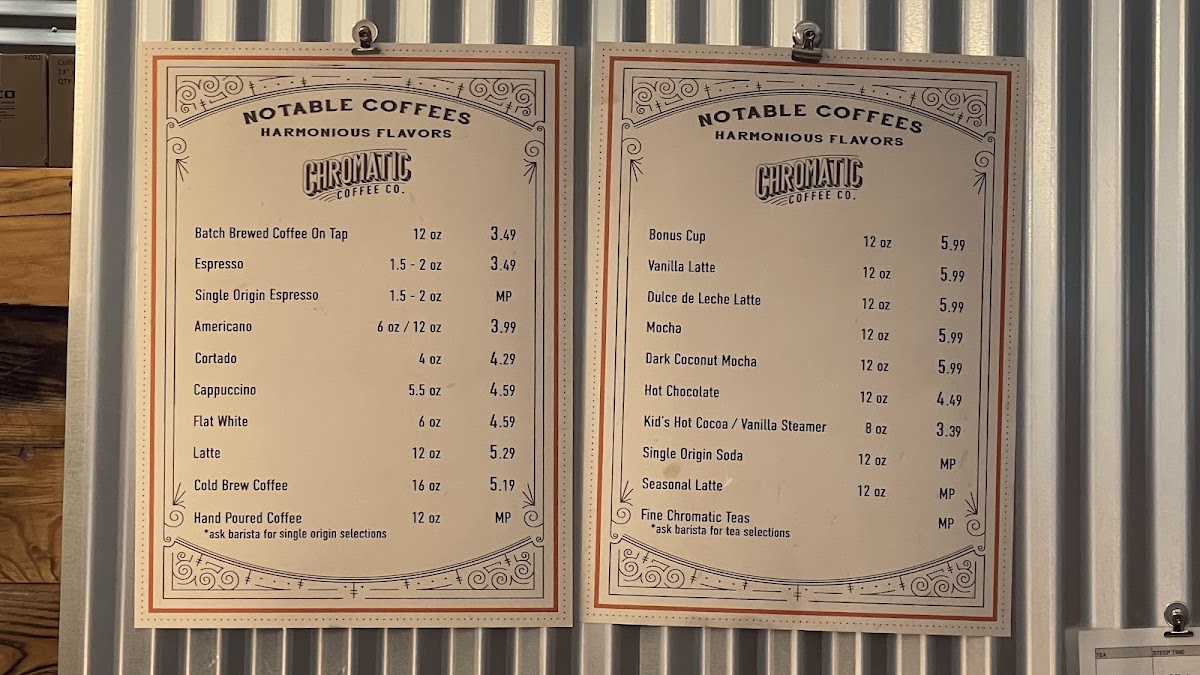 NOTABLE COFFEES
HARMONIOUS FLAVORS
CHROMATIC
COFFEE CO.
Batch Brewed Coffee On Tap 12 oz 3.49
Espresso 1.5 - 2 oz 3.49
Single Origin Espresso 1.5 - 2 oz MP
Americano 6 oz / 12 oz 3.99
Cortado 4 oz 4.29
Cappuccino 5.5 oz 4.59
Flat White 6 oz 4.59
Latte 12 oz 5.29
Cold Brew Coffee 16 oz 5.19
Hand Poured Coffee 12 oz MP
*ask barista for single origin selections
NOTABLE COFFEES
HARMONIOUS FLAVORS
CHROMATIC
COFFEE CO.
Bonus Cup 12 oz 5.99
Vanilla Latte 12 oz 5.99
Dulce de Leche Latte 12 oz 5.99
Mocha 12 oz 5.99
Dark Coconut Mocha 12 oz 5.99
Hot Chocolate 12 oz 4.49
Kid's Hot Cocoa / Vanilla Steamer 8 oz 3.39
Single Origin Soda 12 oz MP
Seasonal Latte 12 oz MP
Fine Chromatic Teas MP
*ask barista for tea selections
TEA STEEP TIME